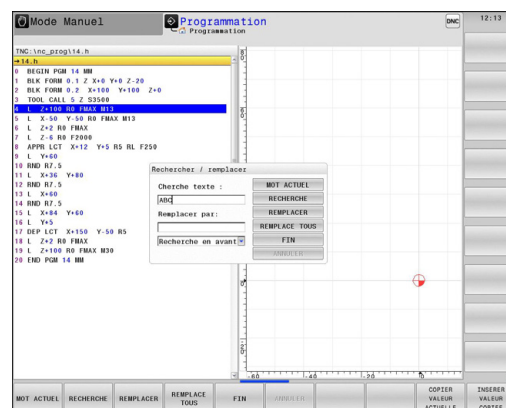 Mode Manuel
Programmation
Programmation
DNC
12:13
TNC:\nc_prog\14.h
→14.h
0 BEGIN PGM 14 MM
1 BLK FORM 0.1 Z X+0 Y+0 Z-20
2 BLK FORM 0.2 X+100 Y+100 Z+0
3 TOOL CALL 5 Z S3500
4 L Z+100 R0 FMAX M13
5 L X-50 Y-50 R0 FMAX M13
6 L Z+2 R0 FMAX
7 L Z-6 R0 F2000
8 APPR LCT X+12 Y+5 R5 RL F250
9 L Y+60
10 RND R7.5
11 L X+36 Y+80
12 RND R7.5
13 L X+60
14 RND R7.5
15 L X+84 Y+60
16 L Y+5
17 DEP LCT X+150 Y-50 R5
18 L Z+2 R0 FMAX
19 L Z+100 R0 FMAX M30
20 END PGM 14 MM
Rechercher / remplacer
Cherche texte :
ABC
Remplacer par:
Recherche en avant
MOT ACTUEL
RECHERCHE
REMPLACER
REMPLACE TOUS
FIN
ANNULER
-60
-40
-20
0
MOT ACTUEL
RECHERCHE
REMPLACER
REMPLACE TOUS
FIN
ANNULER
COPIER VALEUR ACTUELLE
INSERER VALEUR COPIEE